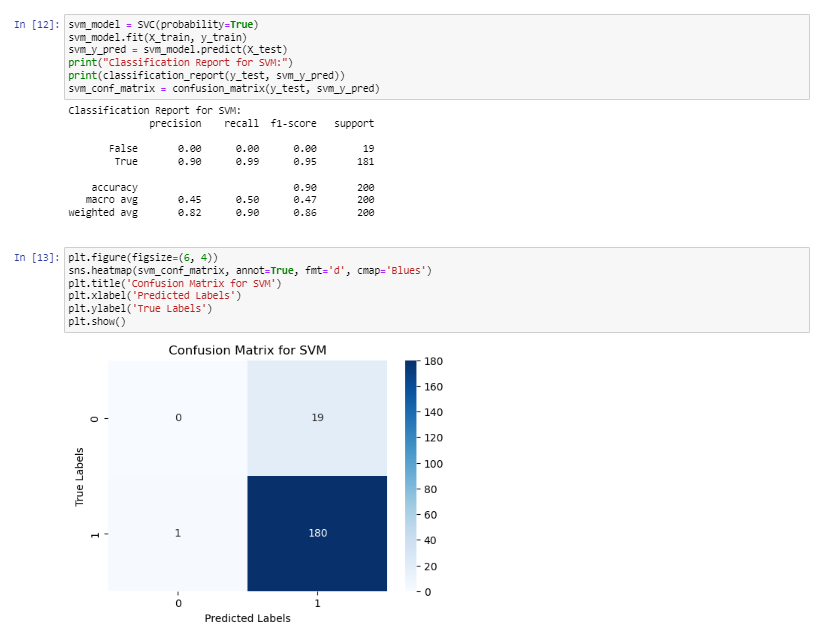 In [12]: svm_model = SVC(probability=True)
svm_model.fit(X_train, y_train)
svm_y_pred = svm_model.predict(X_test)
print("Classification Report for SVM:")
print(classification_report(y_test, svm_y_pred))
svm_conf_matrix = confusion_matrix(y_test, svm_y_pred)
Classification Report for SVM:
precision recall f1-score support
False 0.00 0.00 0.00 19
True 0.90 0.99 0.95 181
accuracy 0.90 200
macro avg 0.45 0.50 0.47 200
weighted avg 0.82 0.90 0.86 200
In [13]: plt.figure(figsize=(6, 4))
sns.heatmap(svm_conf_matrix, annot=True, fmt='d', cmap='Blues')
plt.title('Confusion Matrix for SVM')
plt.xlabel('Predicted Labels')
plt.ylabel('True Labels')
plt.show()
Confusion Matrix for SVM
True Labels
0
1
0 19
1 180
0 1
Predicted Labels
180
160
140
120
100
80
60
40
20
0